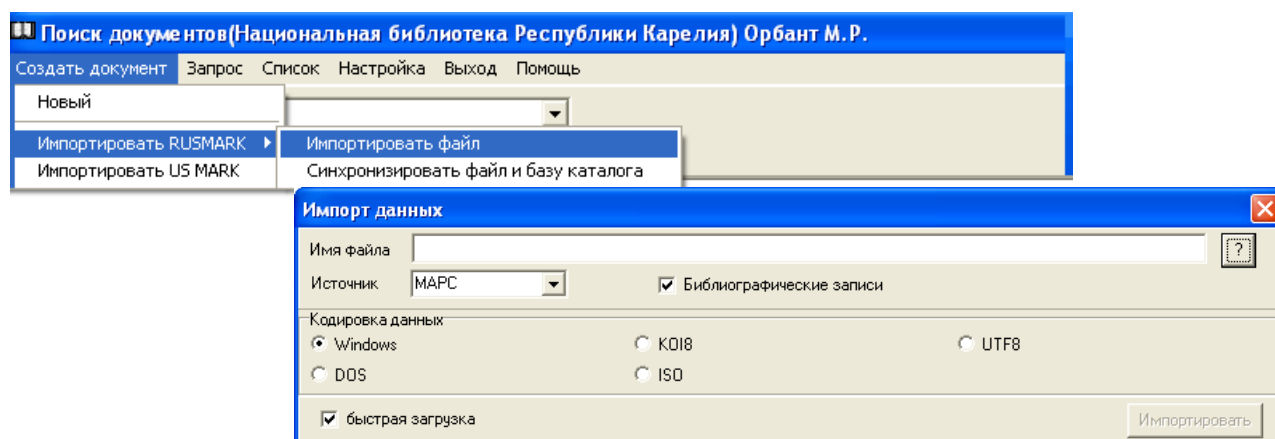 Поиск документов(Национальная библиотека Республики Карелия) Орбант М.Р.
Создать документ Запрос Список Настройка Выход Помощь
Новый
Импортировать RUSMARK Импортировать файл
Импортировать US MARK Синхронизировать файл и базу каталога
Импорт данных
Имя файла ?
Источник МАРС Библиографические записи
Кодировка данных
Windows KOI8 UTF8
DOS ISO
быстрая загрузка Импортировать